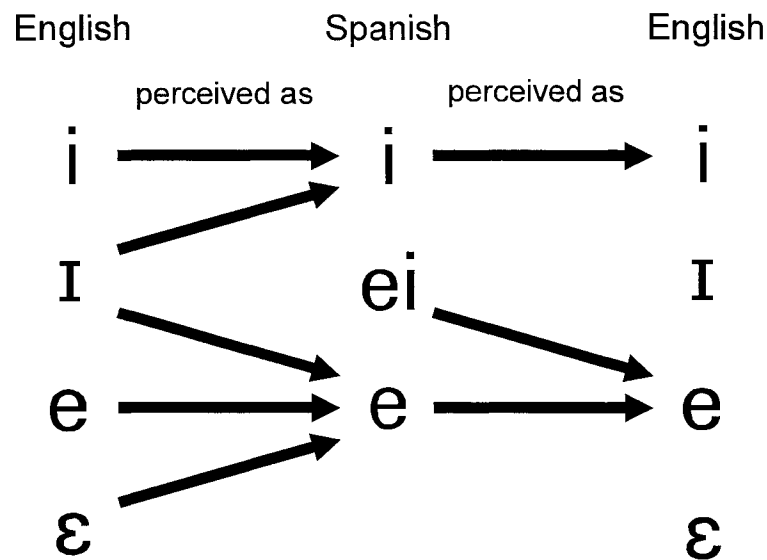 English Spanish English
perceived as perceived as
i i i
ɪ ei ɪ
e e e
ɛ ɛ